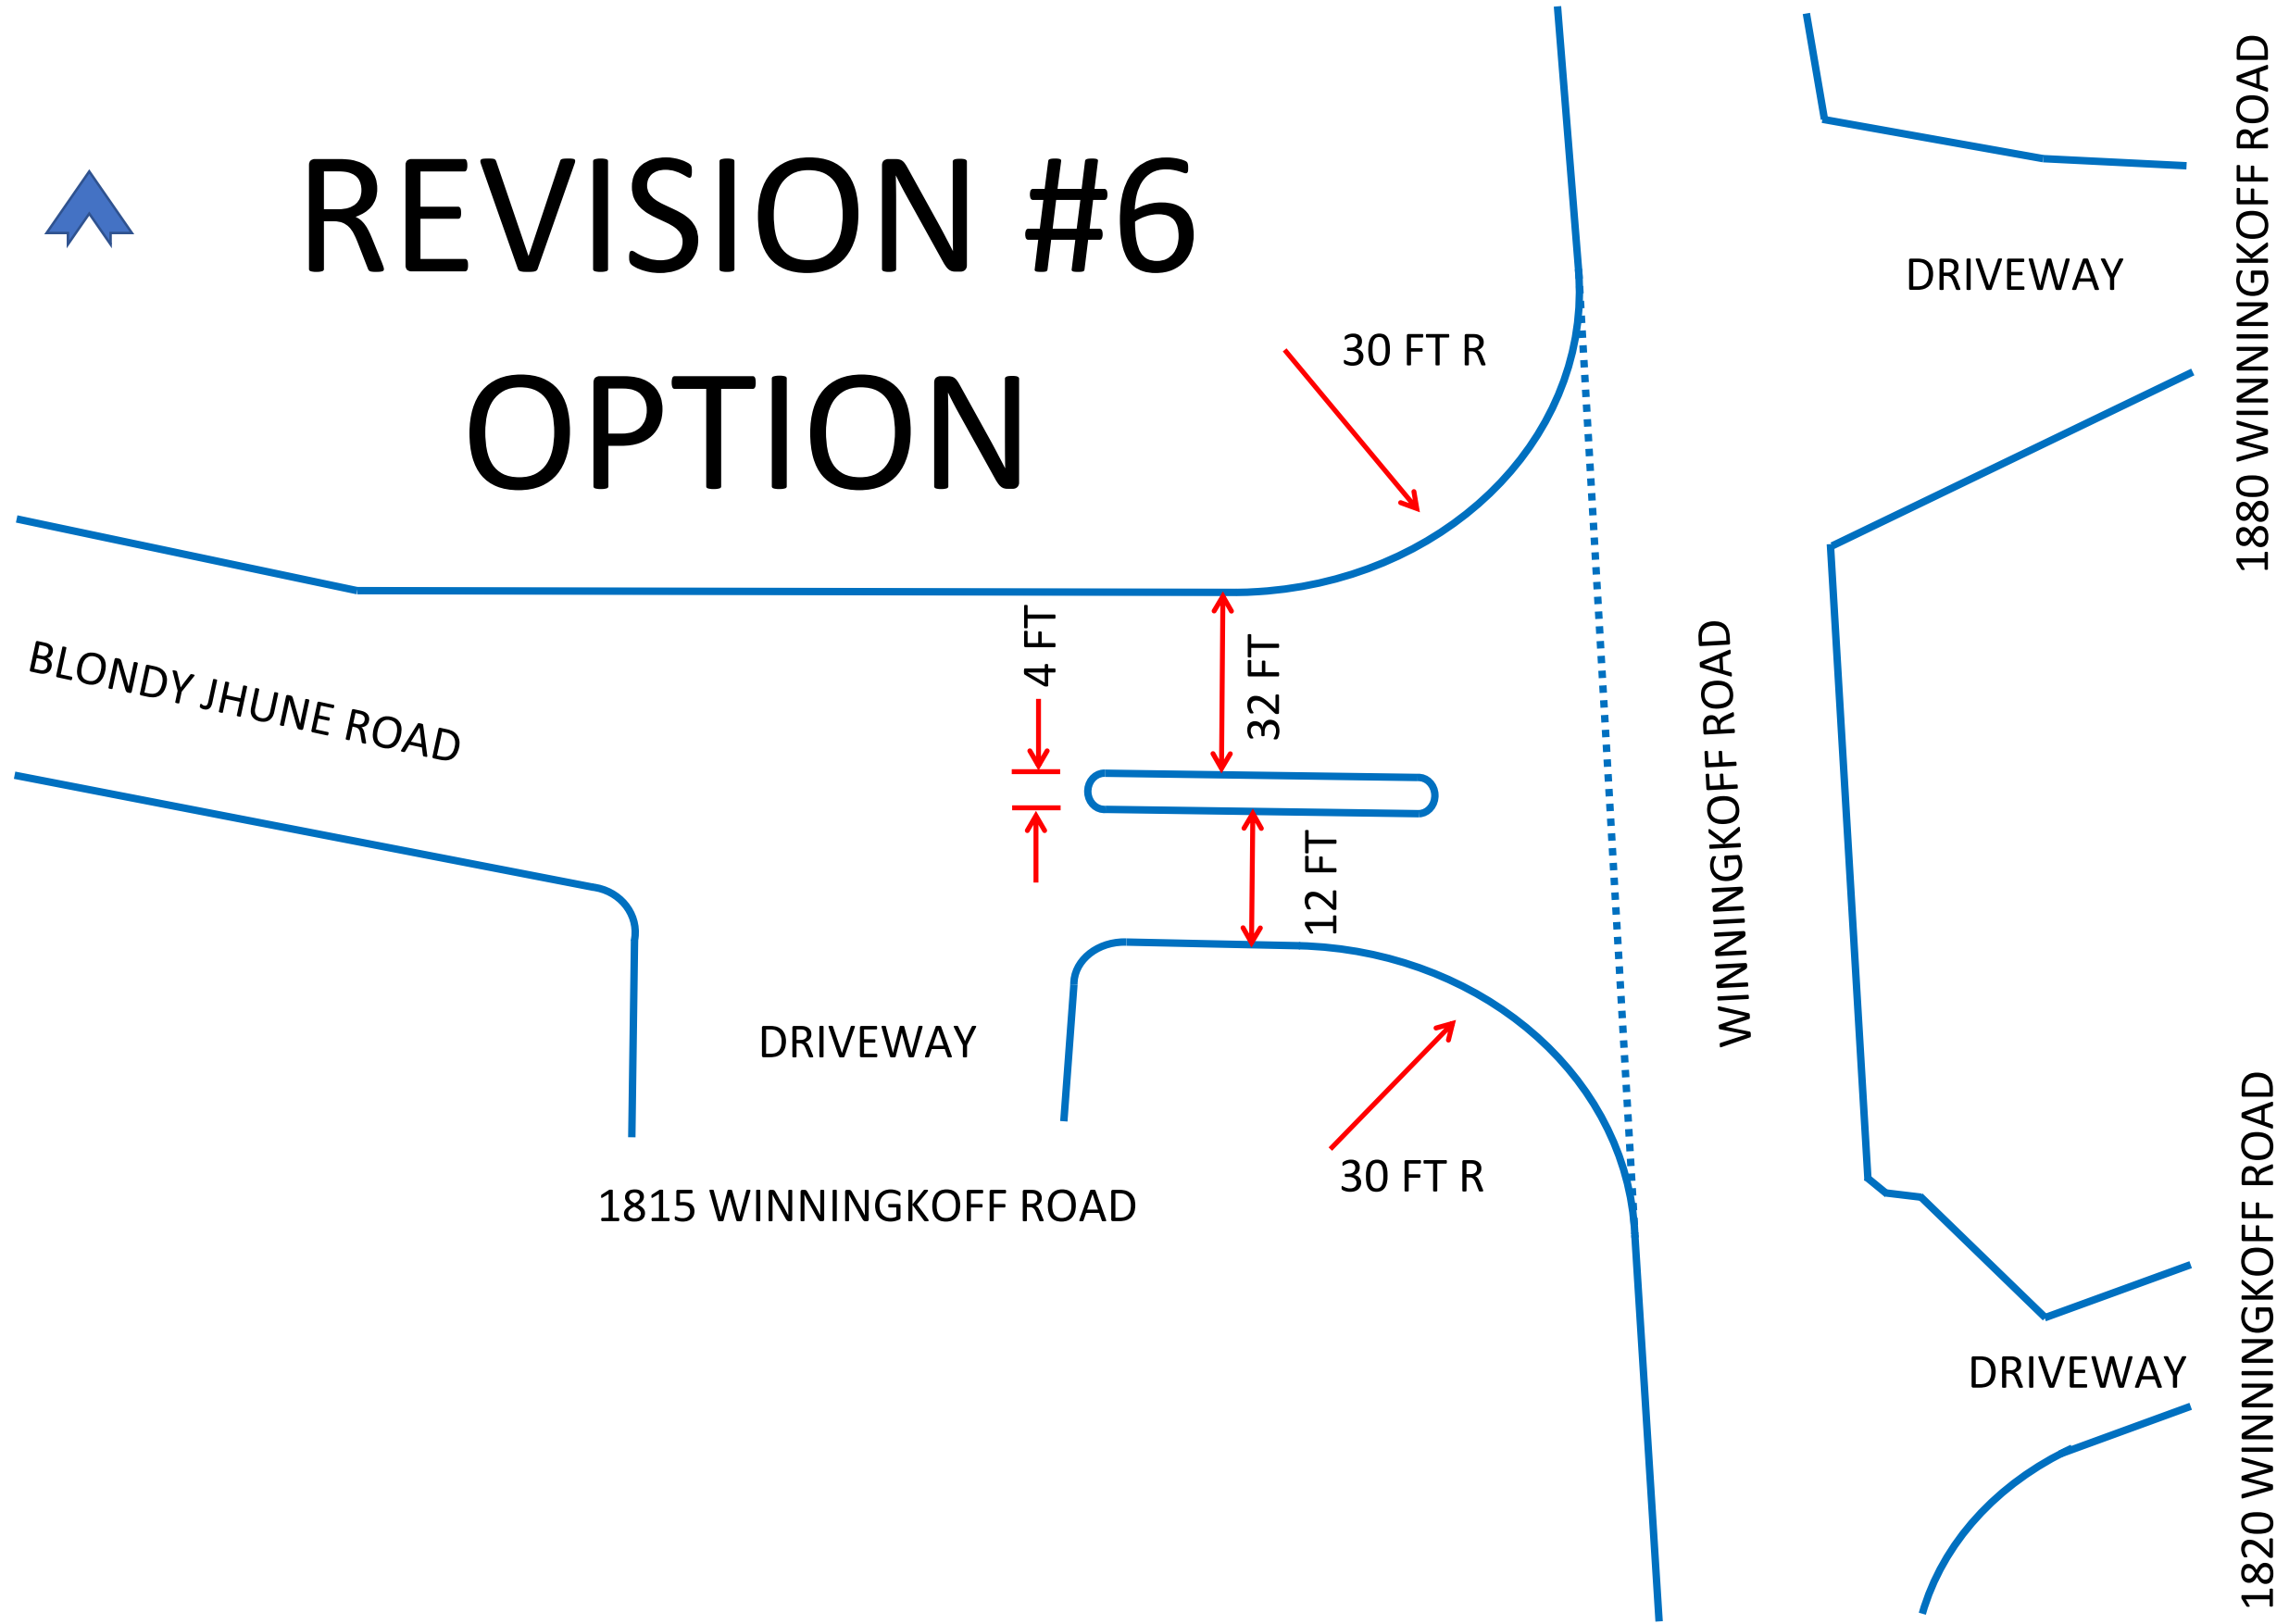 REVISION #6
OPTION
30 FT R
DRIVEWAY
1880 WINNINGKOFF ROAD
BLONDY JHUNE ROAD
4 FT
32 FT
12 FT
WINNINGKOFF ROAD
DRIVEWAY
1815 WINNINGKOFF ROAD
30 FT R
DRIVEWAY
1820 WINNINGKOFF ROAD